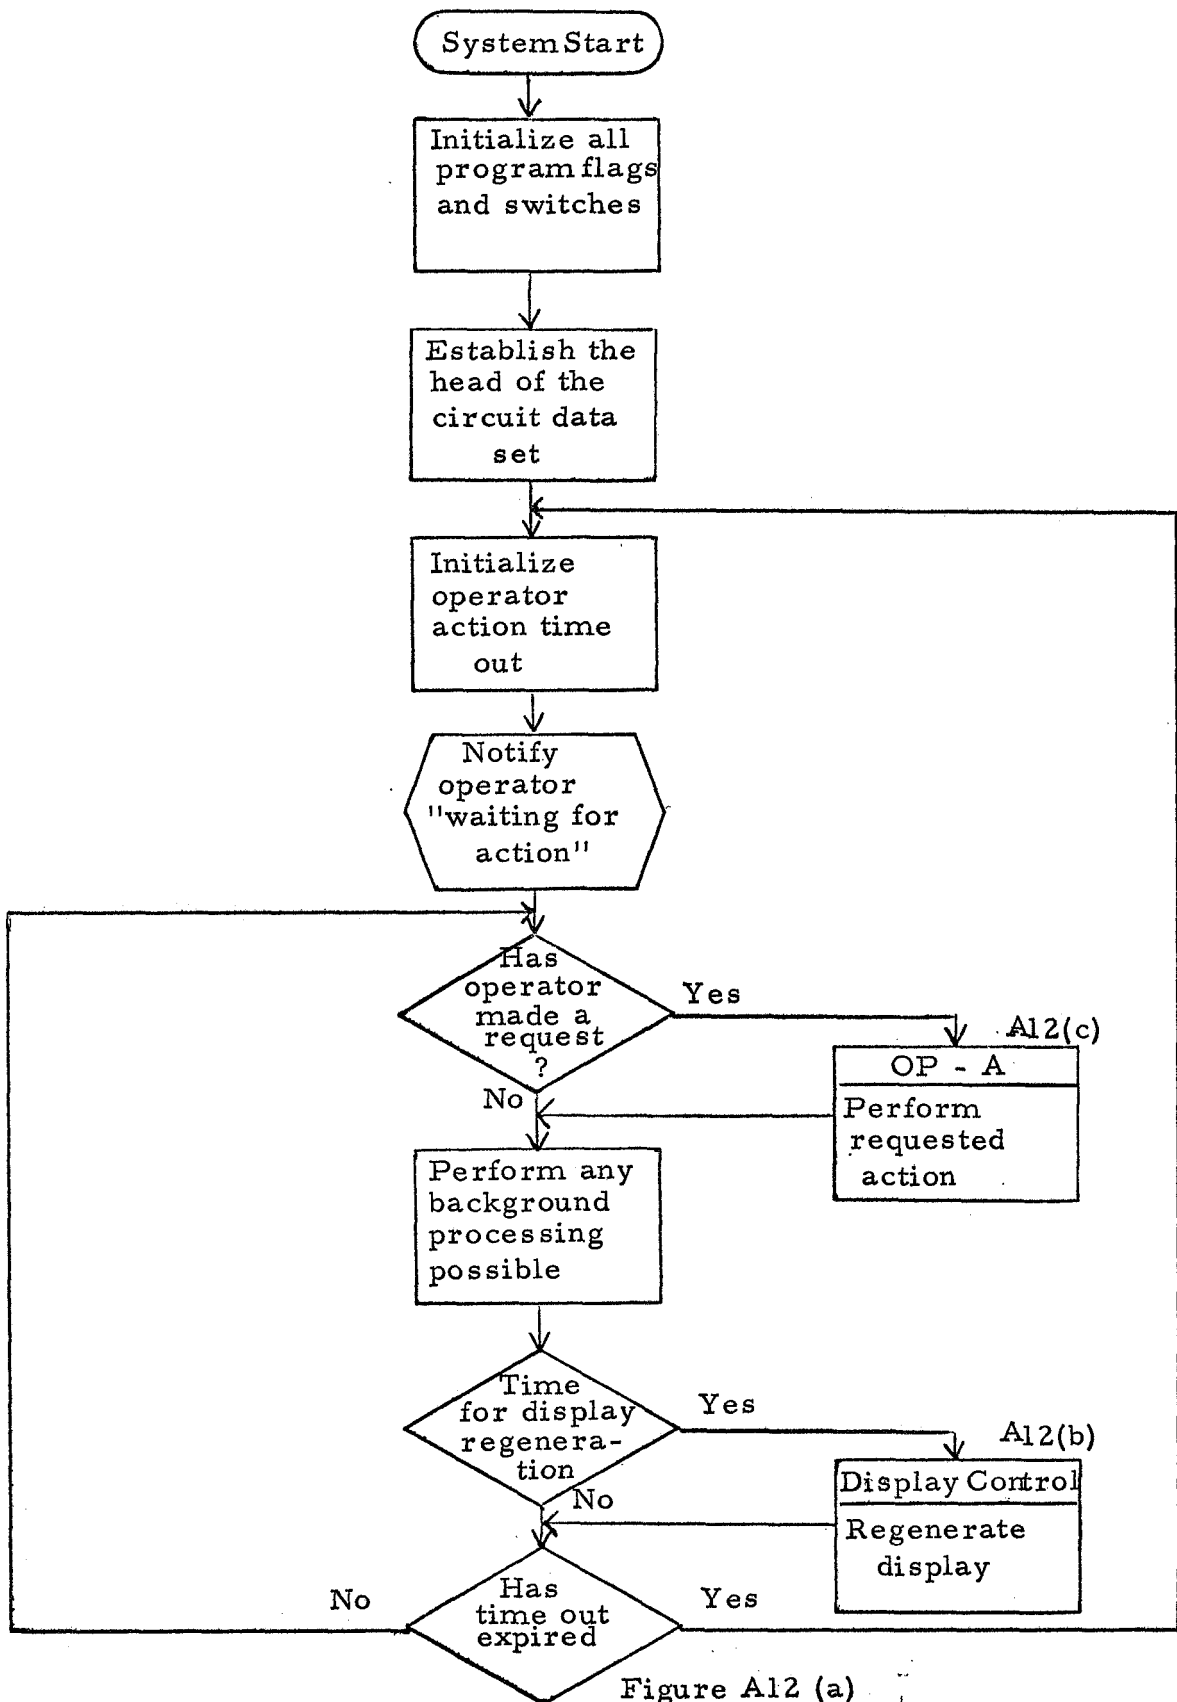 System Start
Initialize all
program flags
and switches
Establish the
head of the
circuit data
set
Initialize
operator
action time
out
Notify
operator
"waiting for
action"
Has
operator
made a
request
?
Yes
No
A12(c)
OP - A
Perform
requested
action
Perform any
background
processing
possible
Time
for display
regenera-
tion
Yes
No
A12(b)
Display Control
Regenerate
display
Has
time out
expired
No
Yes
Figure A12 (a)